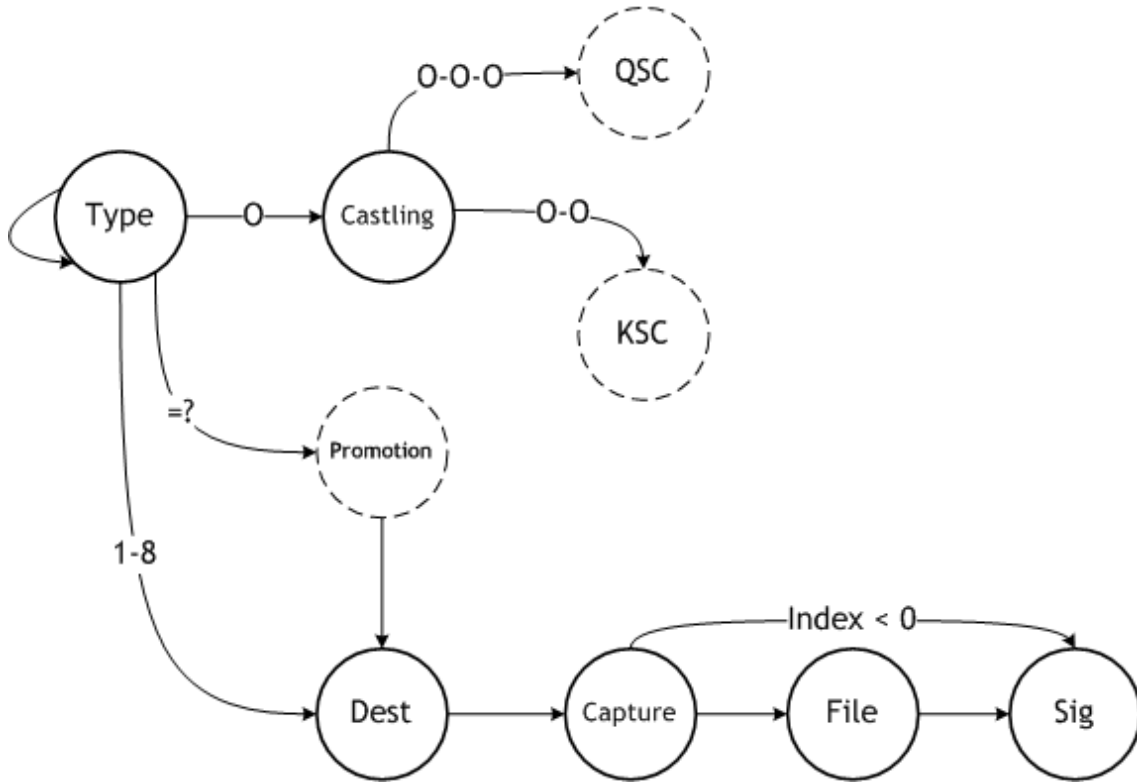 O-O-O
QSC
Type
O
Castling
O-O
KSC
=?
Promotion
1-8
Index < 0
Dest
Capture
File
Sig